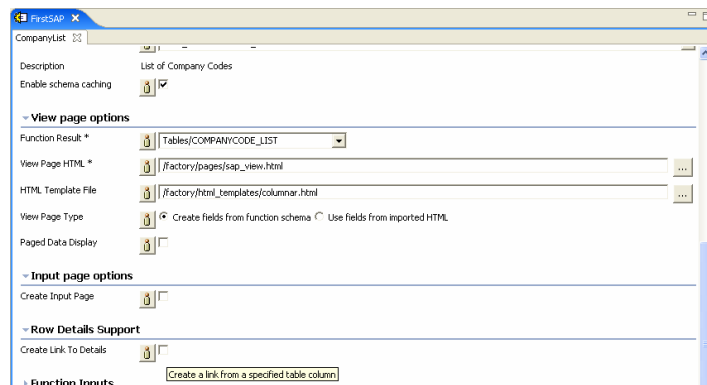 FirstSAP
CompanyList
Description List of Company Codes
Enable schema caching
View page options
Function Result * Tables/COMPANYCODE_LIST
View Page HTML * /factory/pages/sap_view.html ...
HTML Template File /factory/html_templates/columnar.html ...
View Page Type Create fields from function schema Use fields from imported HTML
Paged Data Display
Input page options
Create Input Page
Row Details Support
Create Link To Details
Create a link from a specified table column
Function Inputs